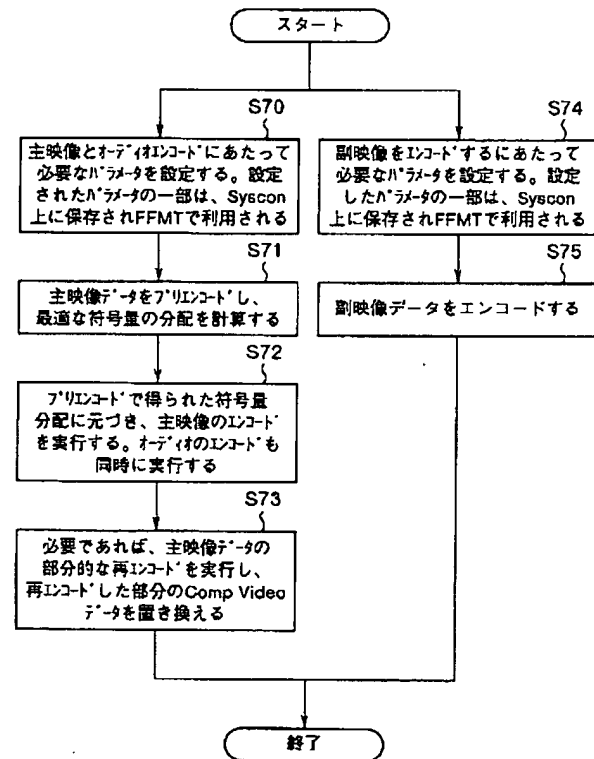 スタート
S70
主映像とオーディオエンコードにあたって
必要なパラメータを設定する。設定
されたパラメータの一部は、Syscon
上に保存されFFMTで利用される
S71
主映像データをプリエンコードし、
最適な符号量の分配を計算する
S72
プリエンコードで得られた符号量
分配に元づき、主映像のエンコード
を実行する。オーディオのエンコードも
同時に実行する
S73
必要であれば、主映像データの
部分的な再エンコードを実行し、
再エンコードした部分のComp Video
データを置き換える
S74
副映像をエンコードするにあたって
必要なパラメータを設定する。設定
したパラメータの一部は、Syscon
上に保存されFFMTで利用される
S75
副映像データをエンコードする
終了